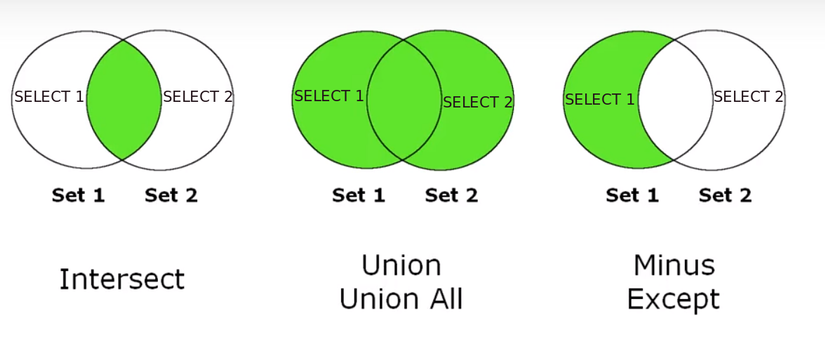 SELECT 1 SELECT 2
Set 1 Set 2
Intersect
SELECT 1 SELECT 2
Set 1 Set 2
Union
Union All
SELECT 1 SELECT 2
Set 1 Set 2
Minus
Except